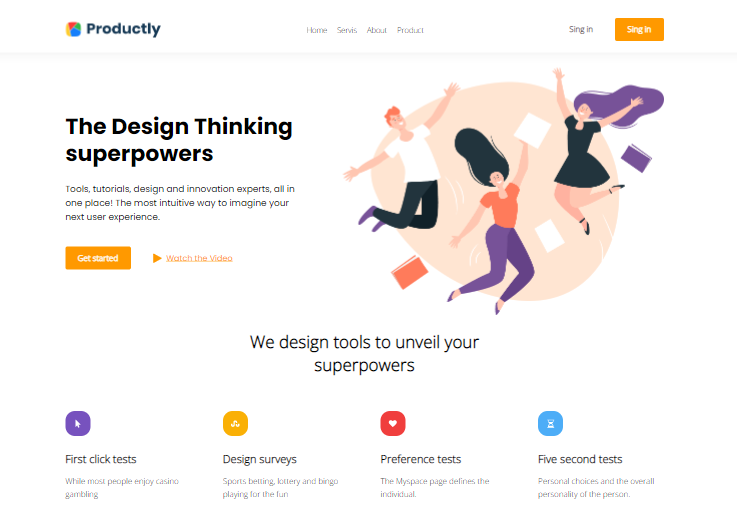 Productly
Home Servis About Product
Sing in
Sing in
The Design Thinking
superpowers
Tools, tutorials, design and innovation experts, all in
one place! The most intuitive way to imagine your
next user experience.
Get started
Watch the Video
We design tools to unveil your
superpowers
First click tests
While most people enjoy casino
gambling
Design surveys
Sports betting, lottery and bingo
playing for the fun
Preference tests
The Myspace page defines the
individual.
Five second tests
Personal choices and the overall
personality of the person.